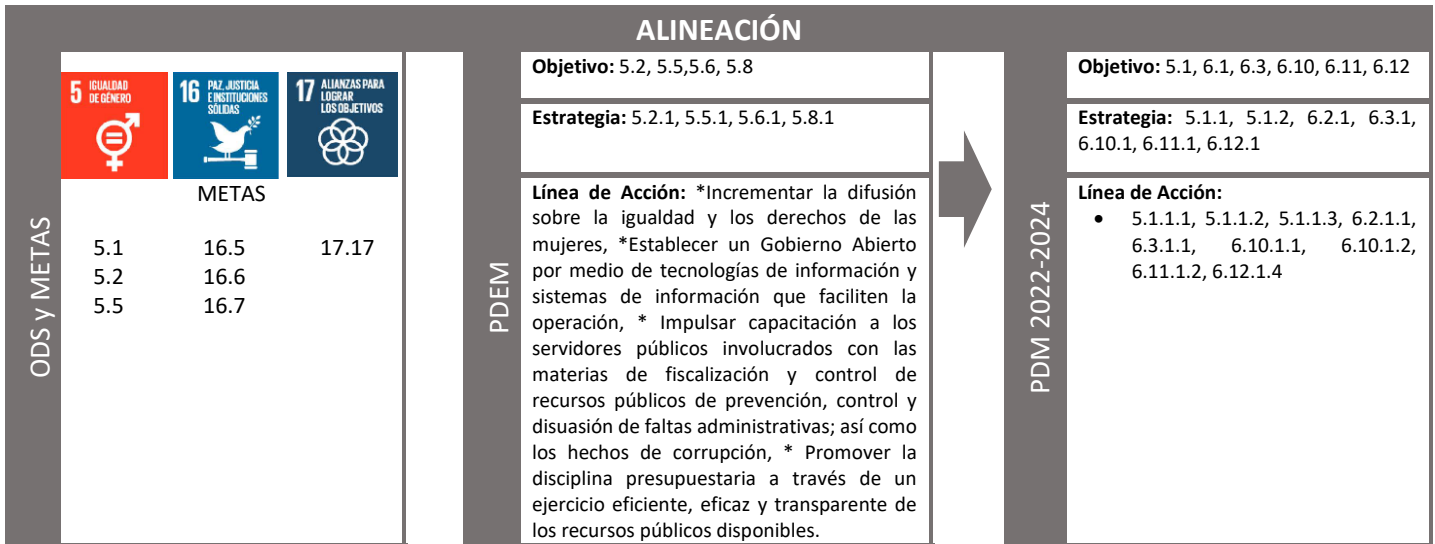 ALINEACIÓN
ODS y METAS
5 IGUALDAD
DE GÉNERO
16 PAZ, JUSTICIA
E INSTITUCIONES
SÓLIDAS
17 ALIANZAS PARA
LOGRAR
LOS OBJETIVOS
METAS
5.1 16.5 17.17
5.2 16.6
5.5 16.7
PDEM
Objetivo: 5.2, 5.5,5.6, 5.8
Estrategia: 5.2.1, 5.5.1, 5.6.1, 5.8.1
Línea de Acción: *Incrementar la difusión
sobre la igualdad y los derechos de las
mujeres, *Establecer un Gobierno Abierto
por medio de tecnologías de información y
sistemas de información que faciliten la
operación, * Impulsar capacitación a los
servidores públicos involucrados con las
materias de fiscalización y control de
recursos públicos de prevención, control y
disuasión de faltas administrativas; así como
los hechos de corrupción, * Promover la
disciplina presupuestaria a través de un
ejercicio eficiente, eficaz y transparente de
los recursos públicos disponibles.
PDM 2022-2024
Objetivo: 5.1, 6.1, 6.3, 6.10, 6.11, 6.12
Estrategia: 5.1.1, 5.1.2, 6.2.1, 6.3.1,
6.10.1, 6.11.1, 6.12.1
Línea de Acción:
• 5.1.1.1, 5.1.1.2, 5.1.1.3, 6.2.1.1,
6.3.1.1, 6.10.1.1, 6.10.1.2,
6.11.1.2, 6.12.1.4